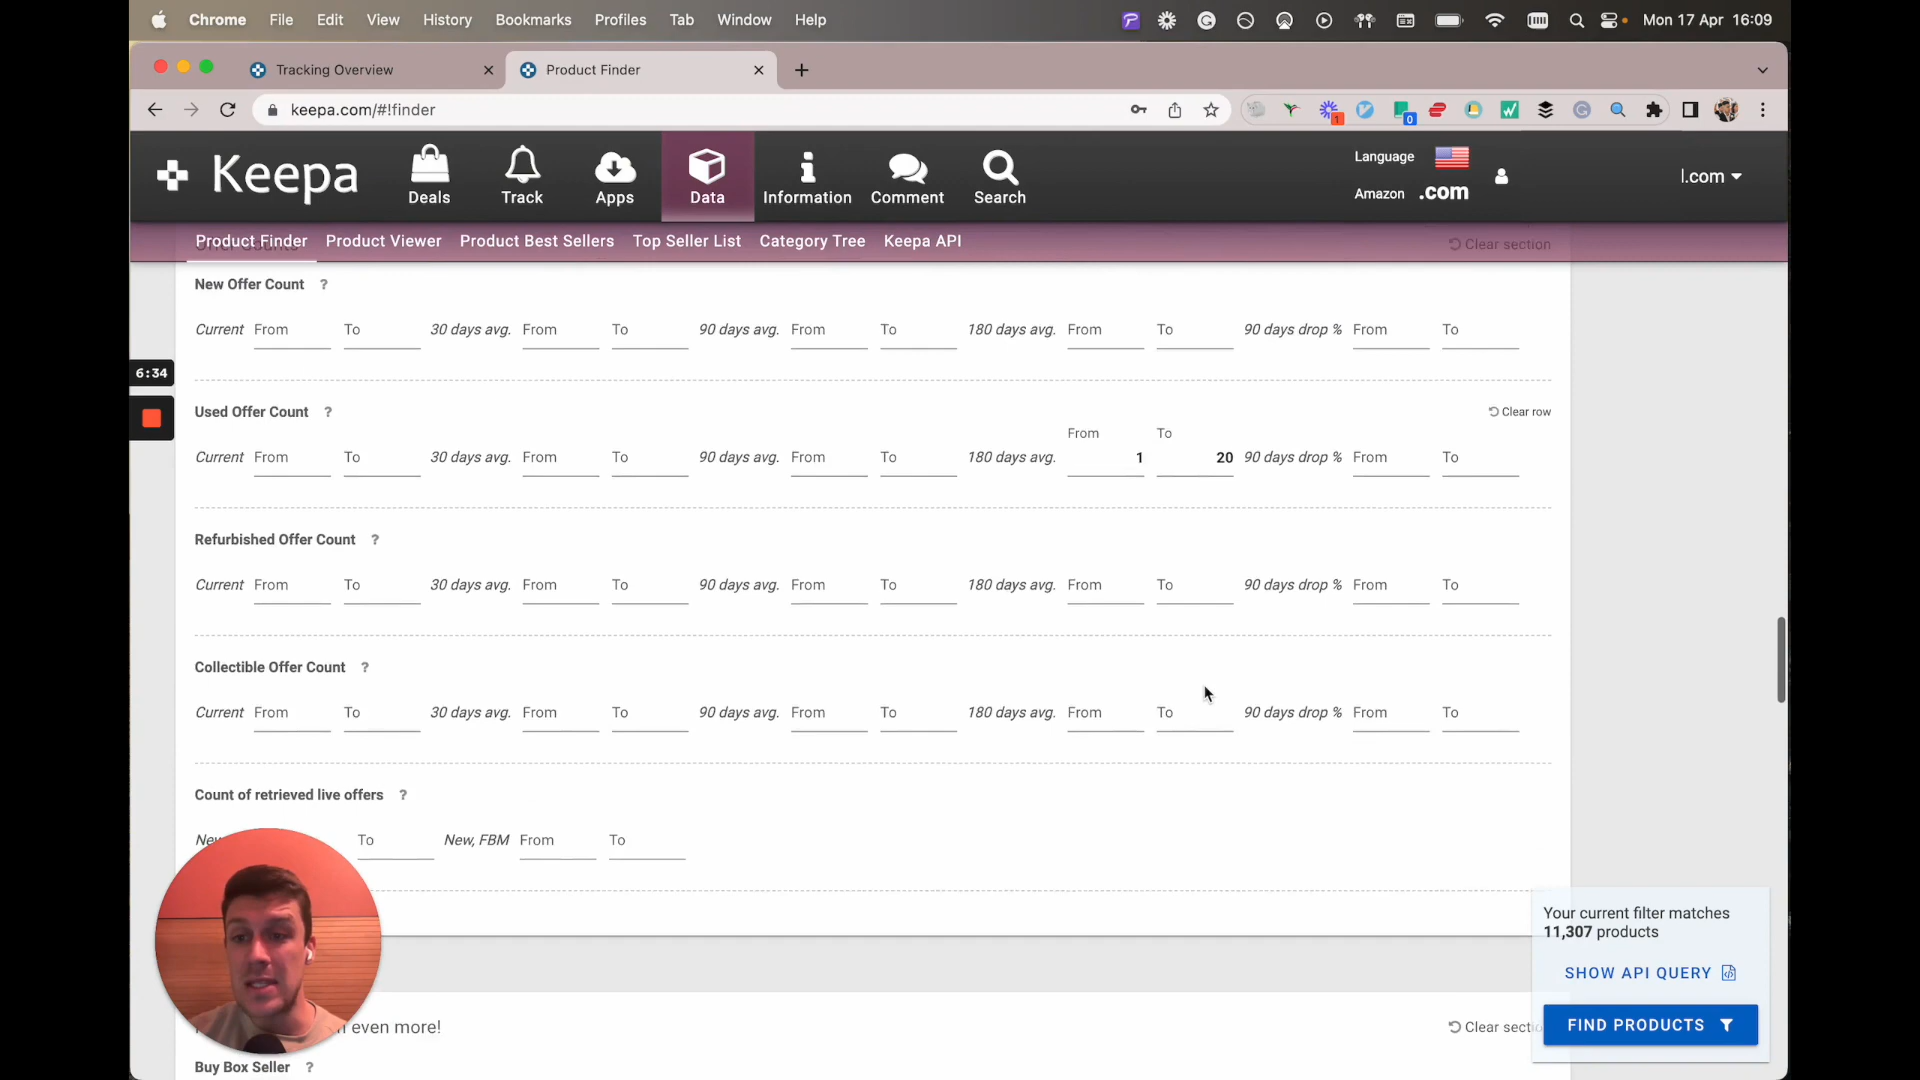 Chrome File Edit View History Bookmarks Profiles Tab Window Help Mon 17 Apr 16:09
Tracking Overview Product Finder
keepa.com/#!finder 1 0
Keepa Deals Track Apps Data Information Comment Search Language Amazon .com l.com
Product Finder Product Viewer Product Best Sellers Top Seller List Category Tree Keepa API
Clear section
New Offer Count ?
Current From To 30 days avg. From To 90 days avg. From To 180 days avg. From To 90 days drop % From To
6:34
Used Offer Count ? Clear row
From To
Current From To 30 days avg. From To 90 days avg. From To 180 days avg. 1 20 90 days drop % From To
Refurbished Offer Count ?
Current From To 30 days avg. From To 90 days avg. From To 180 days avg. From To 90 days drop % From To
Collectible Offer Count ?
Current From To 30 days avg. From To 90 days avg. From To 180 days avg. From To 90 days drop % From To
Count of retrieved live offers ?
To New, FBM From To
Your current filter matches
11,307 products
SHOW API QUERY
FIND PRODUCTS
even more! Clear
Buy Box Seller ?